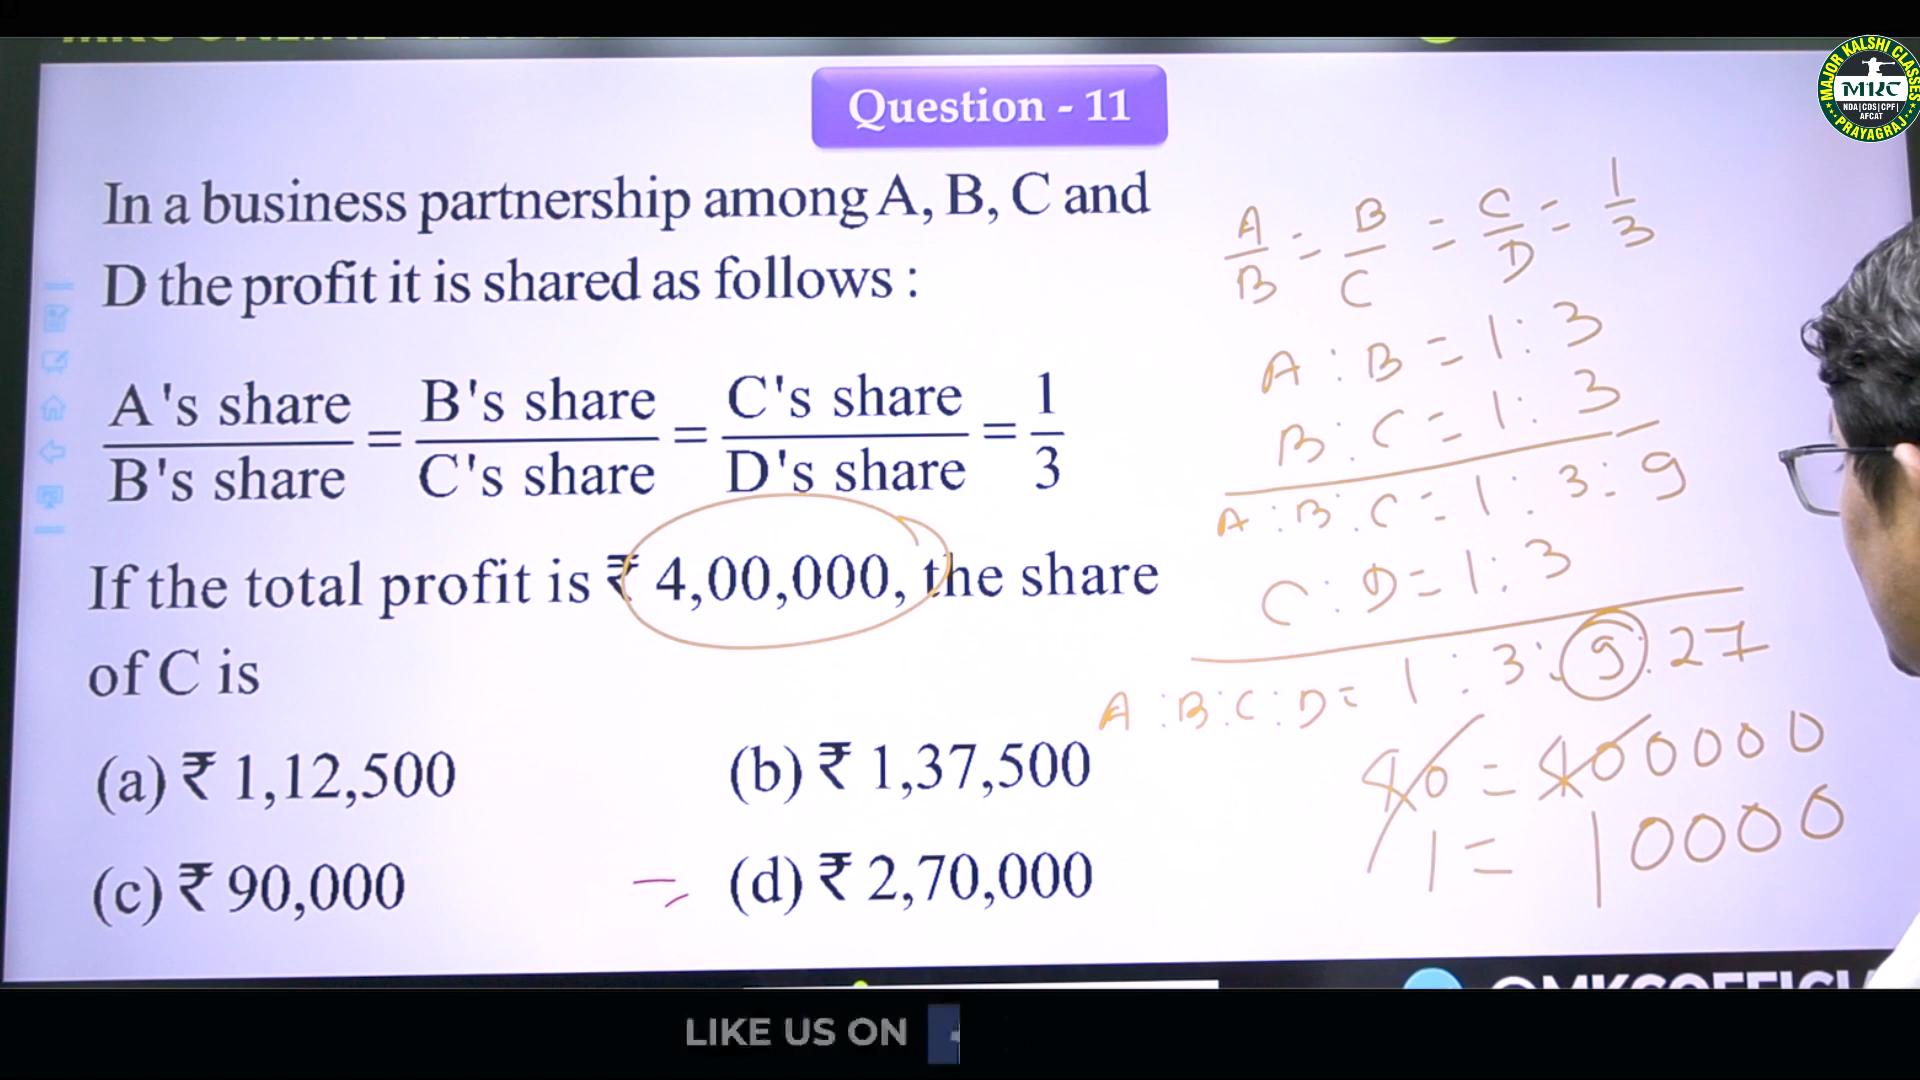 MAJOR KALSHI CLASSES
MKC
NDA|CDS|CPF|
AFCAT
PRAYAGRAJ
Question - 11
In a business partnership among A, B, C and
D the profit it is shared as follows :
A's share / B's share = B's share / C's share = C's share / D's share = 1/3
If the total profit is ₹ 4,00,000, the share
of C is
(a) ₹ 1,12,500
(b) ₹ 1,37,500
(c) ₹ 90,000
(d) ₹ 2,70,000
A/B = B/C = C/D = 1/3
A : B = 1 : 3
B : C = 1 : 3
A : B : C = 1 : 3 : 9
C : D = 1 : 3
A : B : C : D = 1 : 3 : 9 : 27
40 = 400000
1 = 10000
LIKE US ON